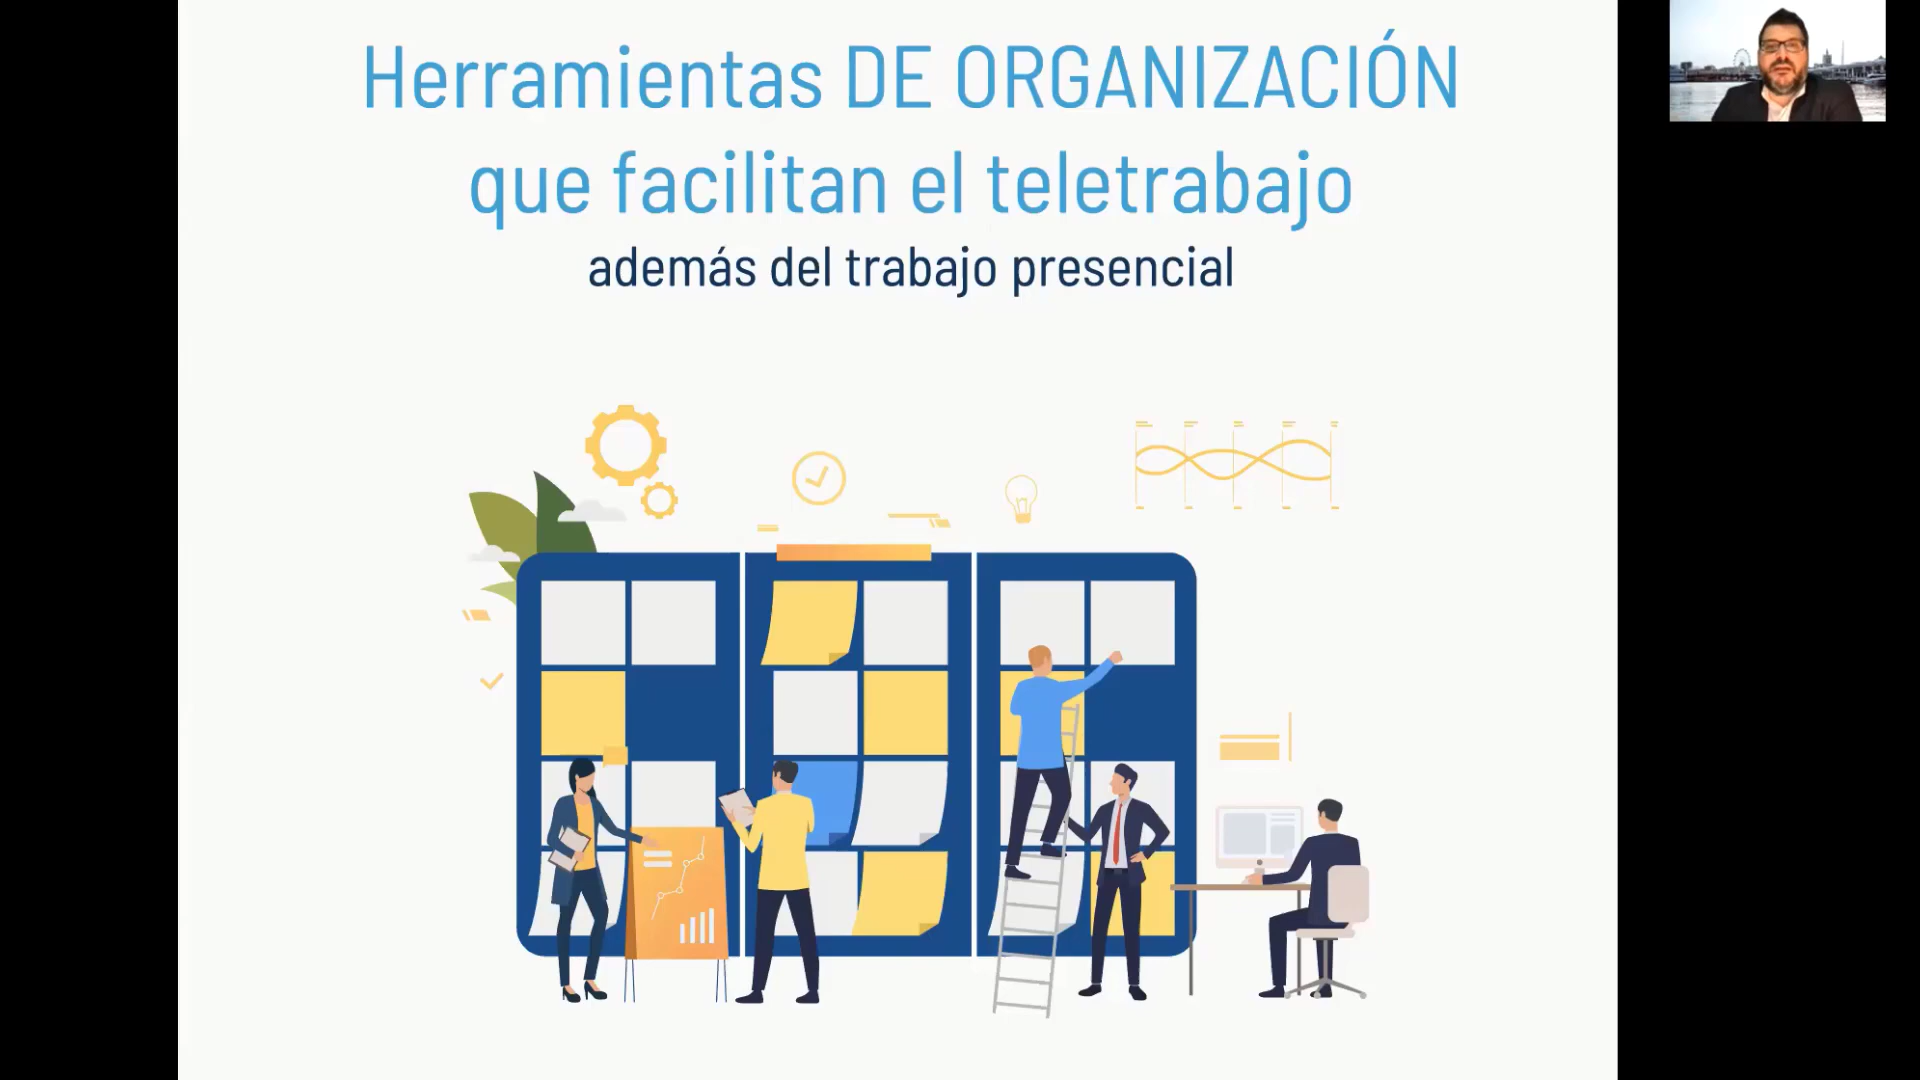 Herramientas DE ORGANIZACIÓN
que facilitan el teletrabajo
además del trabajo presencial